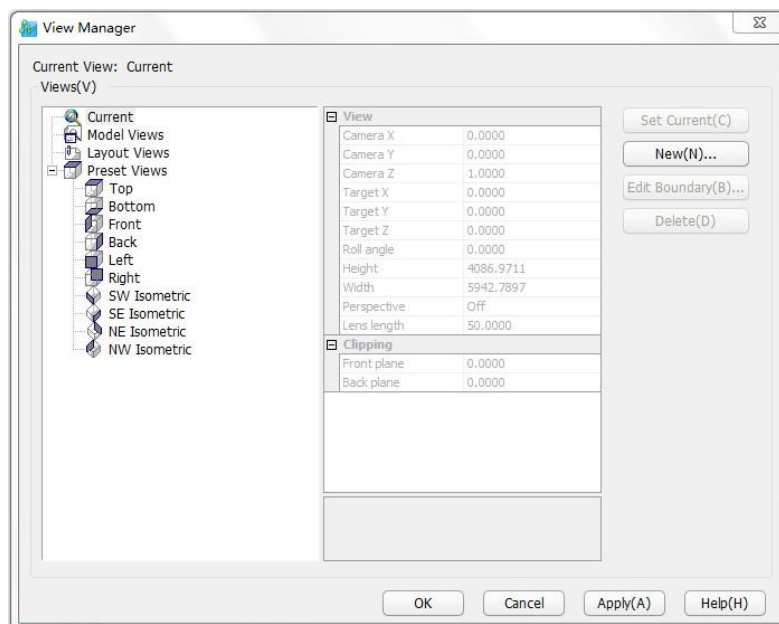 View Manager
Current View: Current
Views(V)
Current
Model Views
Layout Views
Preset Views
Top
Bottom
Front
Back
Left
Right
SW Isometric
SE Isometric
NE Isometric
NW Isometric
View
Camera X 0.0000
Camera Y 0.0000
Camera Z 1.0000
Target X 0.0000
Target Y 0.0000
Target Z 0.0000
Roll angle 0.0000
Height 4086.9711
Width 5942.7897
Perspective Off
Lens length 50.0000
Clipping
Front plane 0.0000
Back plane 0.0000
Set Current(C)
New(N)...
Edit Boundary(B)...
Delete(D)
OK Cancel Apply(A) Help(H)